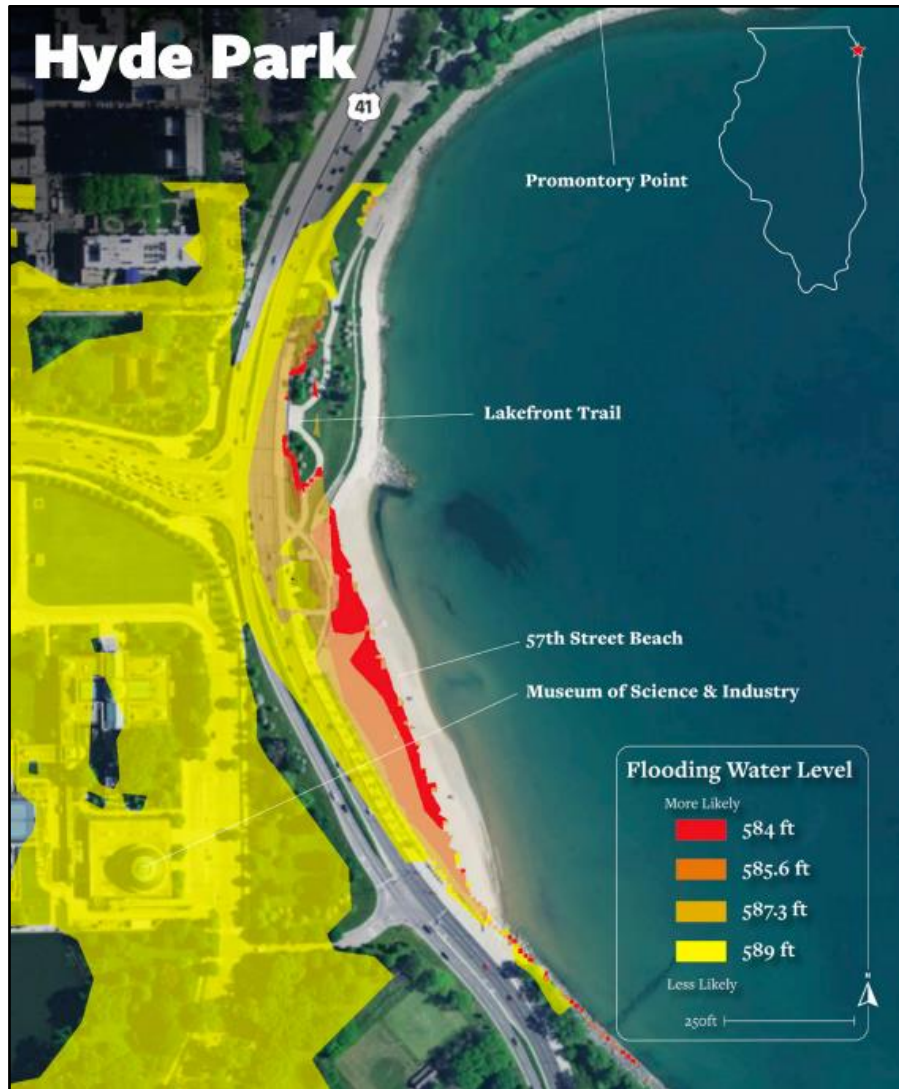 Hyde Park
41
Promontory Point
Lakefront Trail
57th Street Beach
Museum of Science & Industry
Flooding Water Level
More Likely
584 ft
585.6 ft
587.3 ft
589 ft
Less Likely
N
250ft